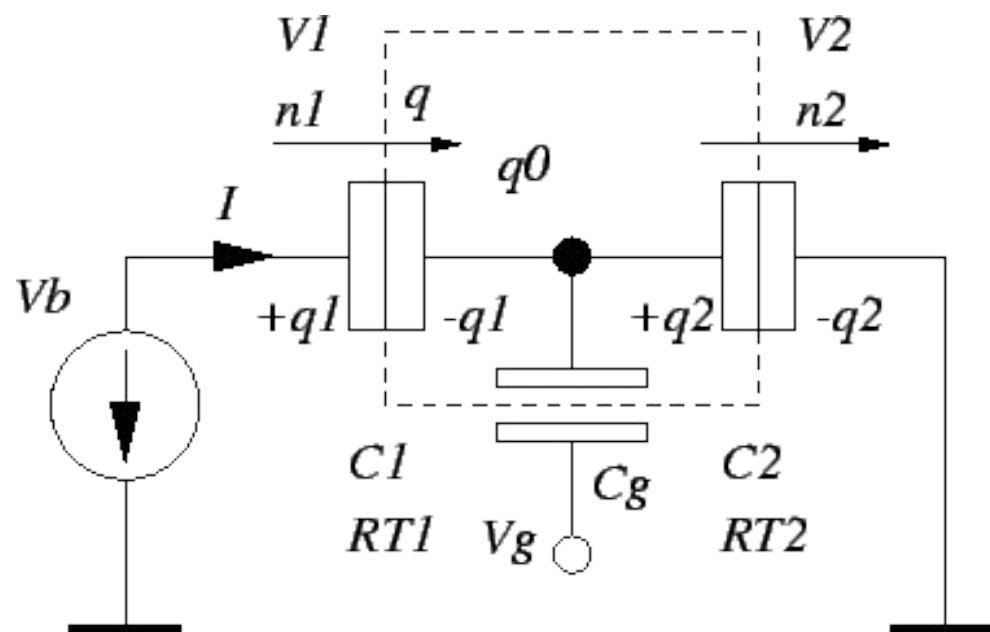 V1 V2
n1 q n2
q0
I
Vb +q1 -q1 +q2 -q2
C1 Cg C2
RT1 Vg RT2